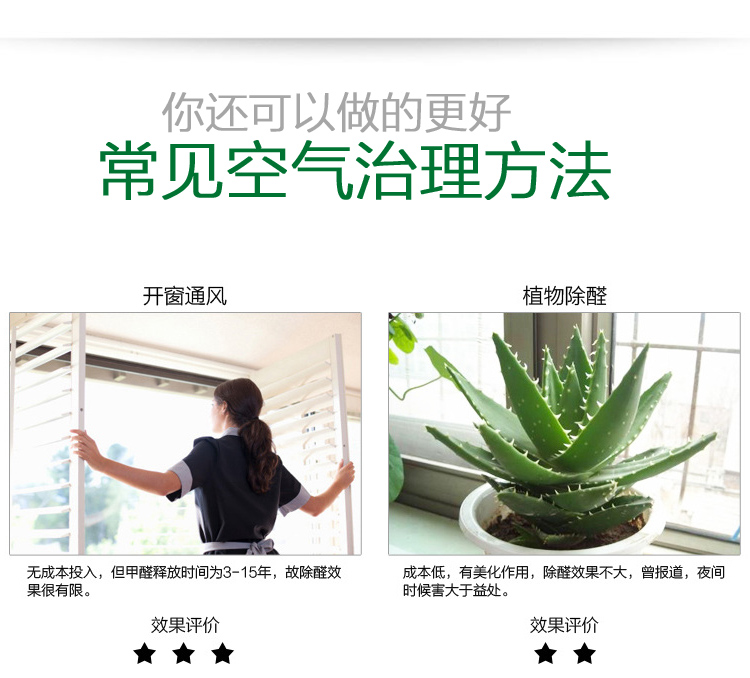 你还可以做的更好
常见空气治理方法
开窗通风
植物除醛
无成本投入，但甲醛释放时间为3-15年，故除醛效
果很有限。
成本低，有美化作用，除醛效果不大，曾报道，夜间
时候害大于益处。
效果评价
效果评价